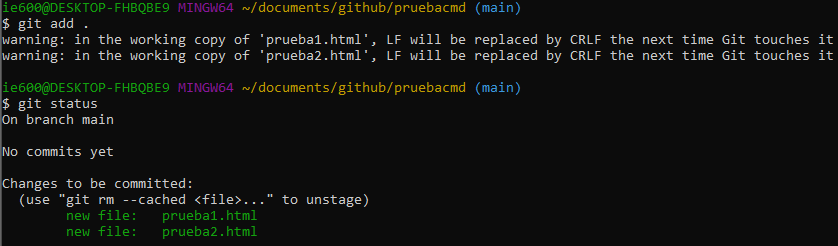 ie600@DESKTOP-FHBQBE9 MINGW64 ~/documents/github/pruebacmd (main)
$ git add .
warning: in the working copy of 'prueba1.html', LF will be replaced by CRLF the next time Git touches it
warning: in the working copy of 'prueba2.html', LF will be replaced by CRLF the next time Git touches it
ie600@DESKTOP-FHBQBE9 MINGW64 ~/documents/github/pruebacmd (main)
$ git status
On branch main
No commits yet
Changes to be committed:
(use "git rm --cached <file>..." to unstage)
new file: prueba1.html
new file: prueba2.html